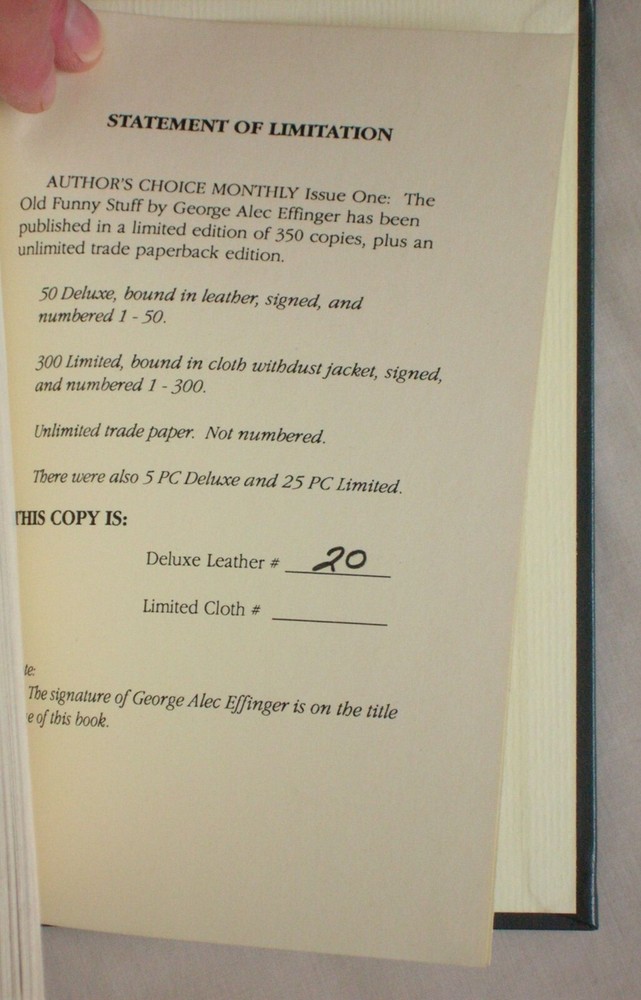 STATEMENT OF LIMITATION
AUTHOR'S CHOICE MONTHLY Issue One: The
Old Funny Stuff by George Alec Effinger has been
published in a limited edition of 350 copies, plus an
unlimited trade paperback edition.
50 Deluxe, bound in leather, signed, and
numbered 1 - 50.
300 Limited, bound in cloth withdust jacket, signed,
and numbered 1 - 300.
Unlimited trade paper. Not numbered.
There were also 5 PC Deluxe and 25 PC Limited.
THIS COPY IS:
Deluxe Leather # 20
Limited Cloth #
te:
The signature of George Alec Effinger is on the title
e of this book.